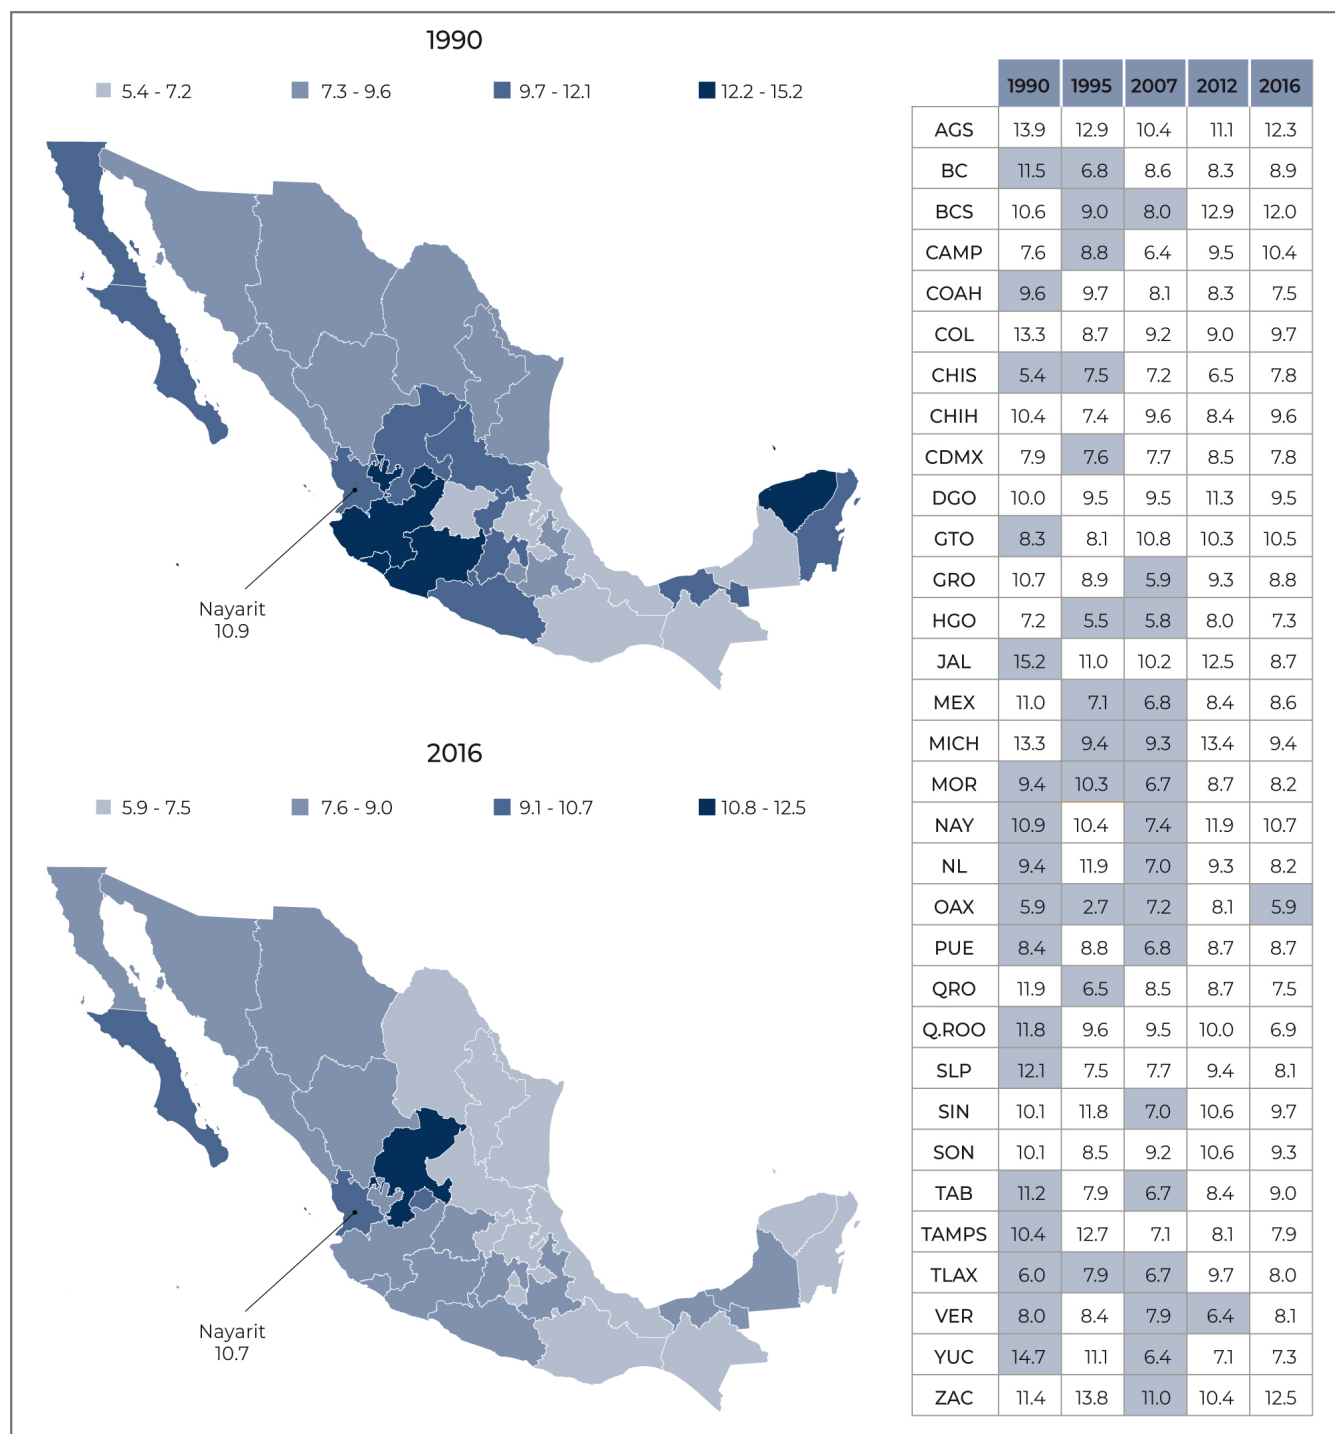 1990
5.4 - 7.2 7.3 - 9.6 9.7 - 12.1 12.2 - 15.2
Nayarit
10.9
2016
5.9 - 7.5 7.6 - 9.0 9.1 - 10.7 10.8 - 12.5
Nayarit
10.7
1990 1995 2007 2012 2016
AGS 13.9 12.9 10.4 11.1 12.3
BC 11.5 6.8 8.6 8.3 8.9
BCS 10.6 9.0 8.0 12.9 12.0
CAMP 7.6 8.8 6.4 9.5 10.4
COAH 9.6 9.7 8.1 8.3 7.5
COL 13.3 8.7 9.2 9.0 9.7
CHIS 5.4 7.5 7.2 6.5 7.8
CHIH 10.4 7.4 9.6 8.4 9.6
CDMX 7.9 7.6 7.7 8.5 7.8
DGO 10.0 9.5 9.5 11.3 9.5
GTO 8.3 8.1 10.8 10.3 10.5
GRO 10.7 8.9 5.9 9.3 8.8
HGO 7.2 5.5 5.8 8.0 7.3
JAL 15.2 11.0 10.2 12.5 8.7
MEX 11.0 7.1 6.8 8.4 8.6
MICH 13.3 9.4 9.3 13.4 9.4
MOR 9.4 10.3 6.7 8.7 8.2
NAY 10.9 10.4 7.4 11.9 10.7
NL 9.4 11.9 7.0 9.3 8.2
OAX 5.9 2.7 7.2 8.1 5.9
PUE 8.4 8.8 6.8 8.7 8.7
QRO 11.9 6.5 8.5 8.7 7.5
Q.ROO 11.8 9.6 9.5 10.0 6.9
SLP 12.1 7.5 7.7 9.4 8.1
SIN 10.1 11.8 7.0 10.6 9.7
SON 10.1 8.5 9.2 10.6 9.3
TAB 11.2 7.9 6.7 8.4 9.0
TAMPS 10.4 12.7 7.1 8.1 7.9
TLAX 6.0 7.9 6.7 9.7 8.0
VER 8.0 8.4 7.9 6.4 8.1
YUC 14.7 11.1 6.4 7.1 7.3
ZAC 11.4 13.8 11.0 10.4 12.5